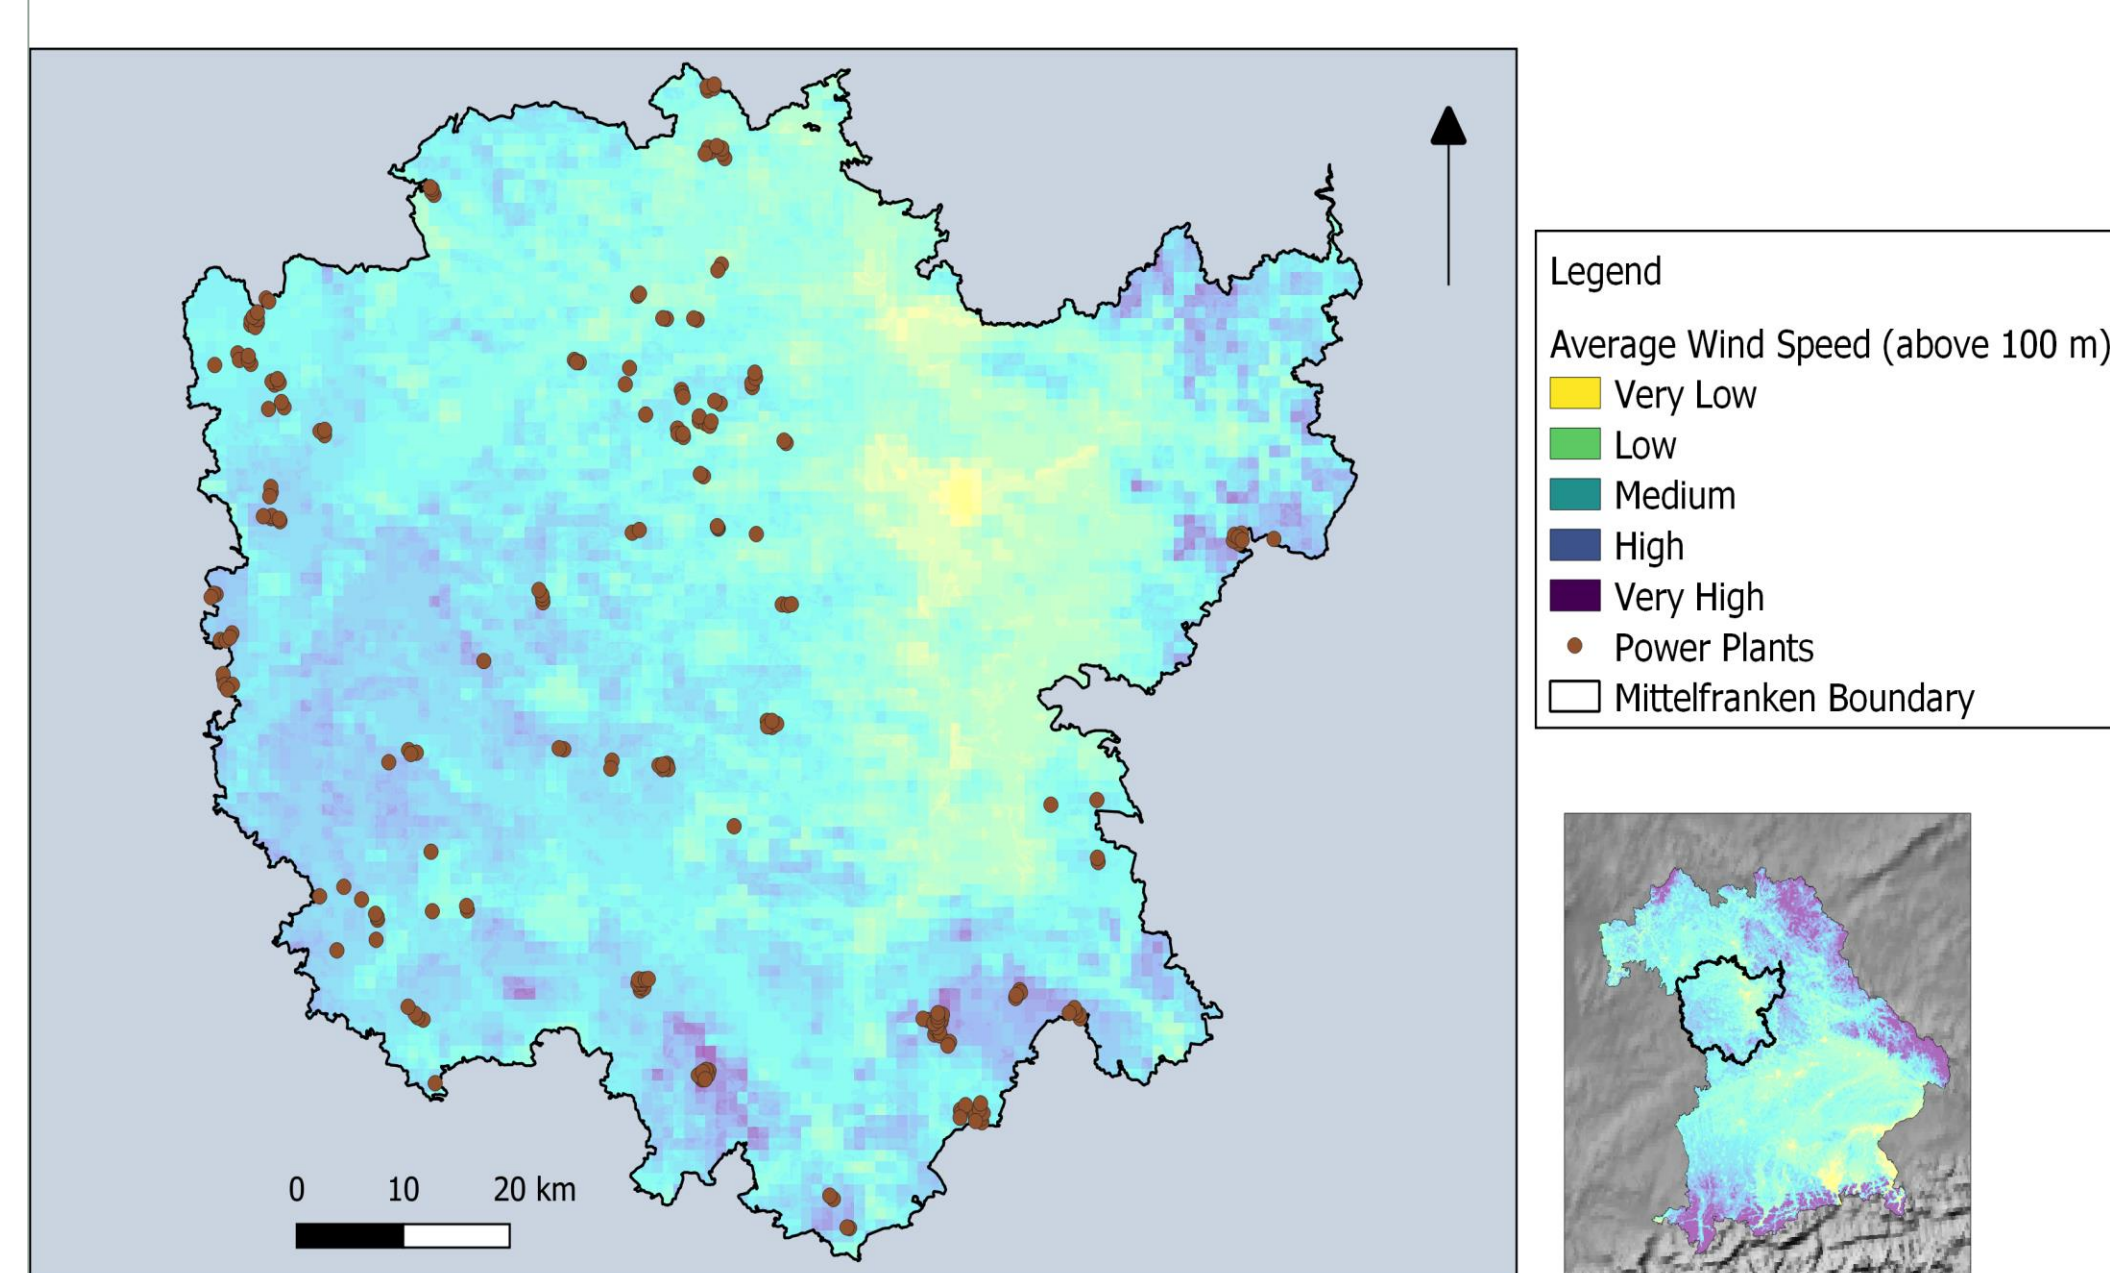 Legend
Average Wind Speed (above 100 m)
Very Low
Low
Medium
High
Very High
Power Plants
Mittelfranken Boundary
0 10 20 km